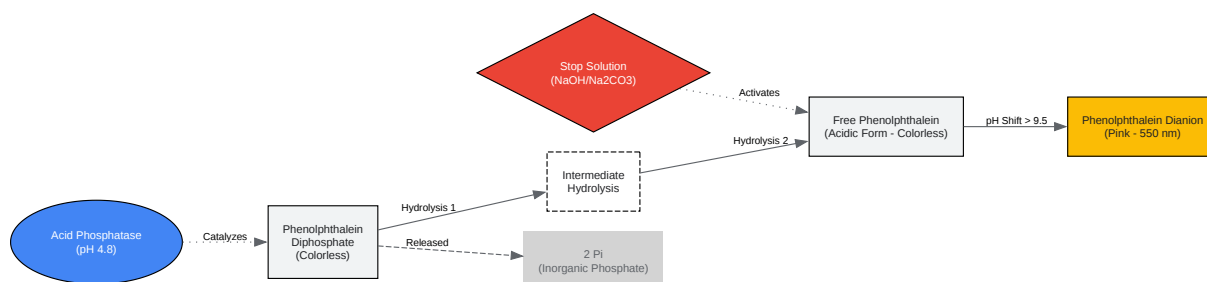 Stop Solution
(NaOH/Na2CO3)
Activates
Free Phenolphthalein
(Acidic Form - Colorless)
pH Shift > 9.5
Phenolphthalein Dianion
(Pink - 550 nm)
Hydrolysis 2
Intermediate
Hydrolysis
Hydrolysis 1
Acid Phosphatase
(pH 4.8)
Catalyzes
Phenolphthalein
Diphosphate
(Colorless)
Released
2 Pi
(Inorganic Phosphate)